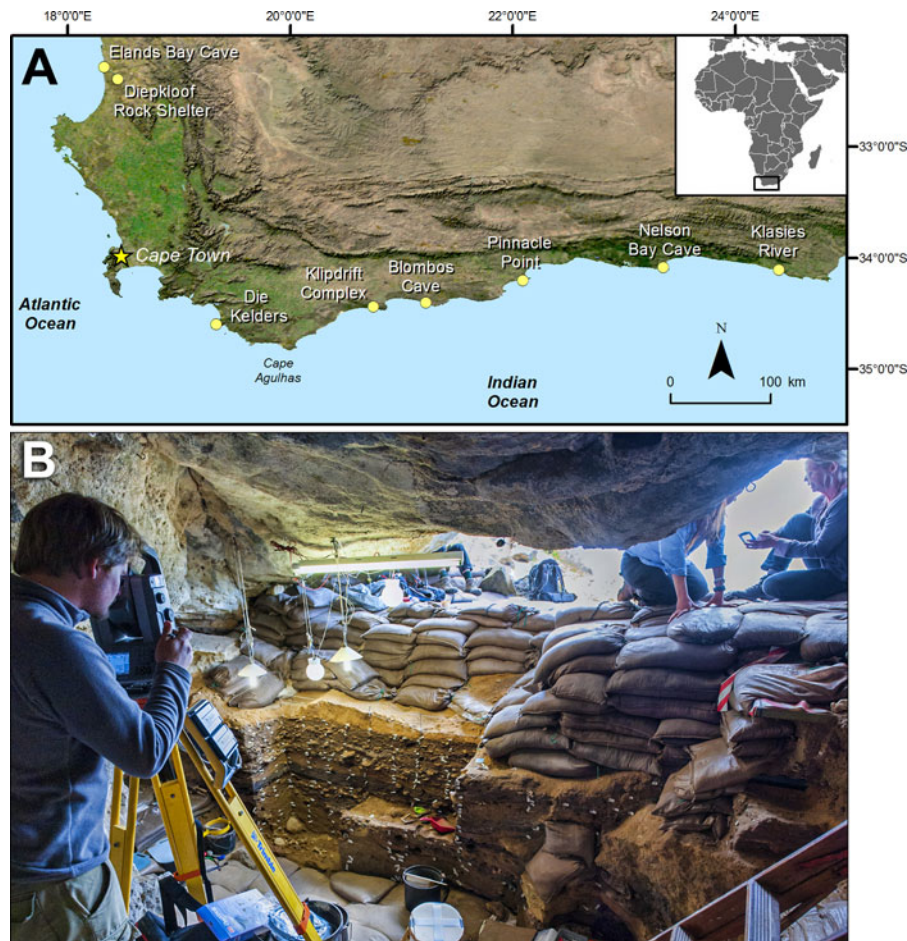 18°0'0"E
20°0'0"E
22°0'0"E
24°0'0"E
A
Elands Bay Cave
Diepkloof
Rock Shelter
33°0'0"S
Cape Town
Pinnacle
Point
Nelson
Bay Cave
Klasies
River
34°0'0"S
Klipdrift
Complex
Blombos
Cave
Die
Kelders
Atlantic
Ocean
Cape
Agulhas
Indian
Ocean
N
0 100 km
35°0'0"S
B
Trimble